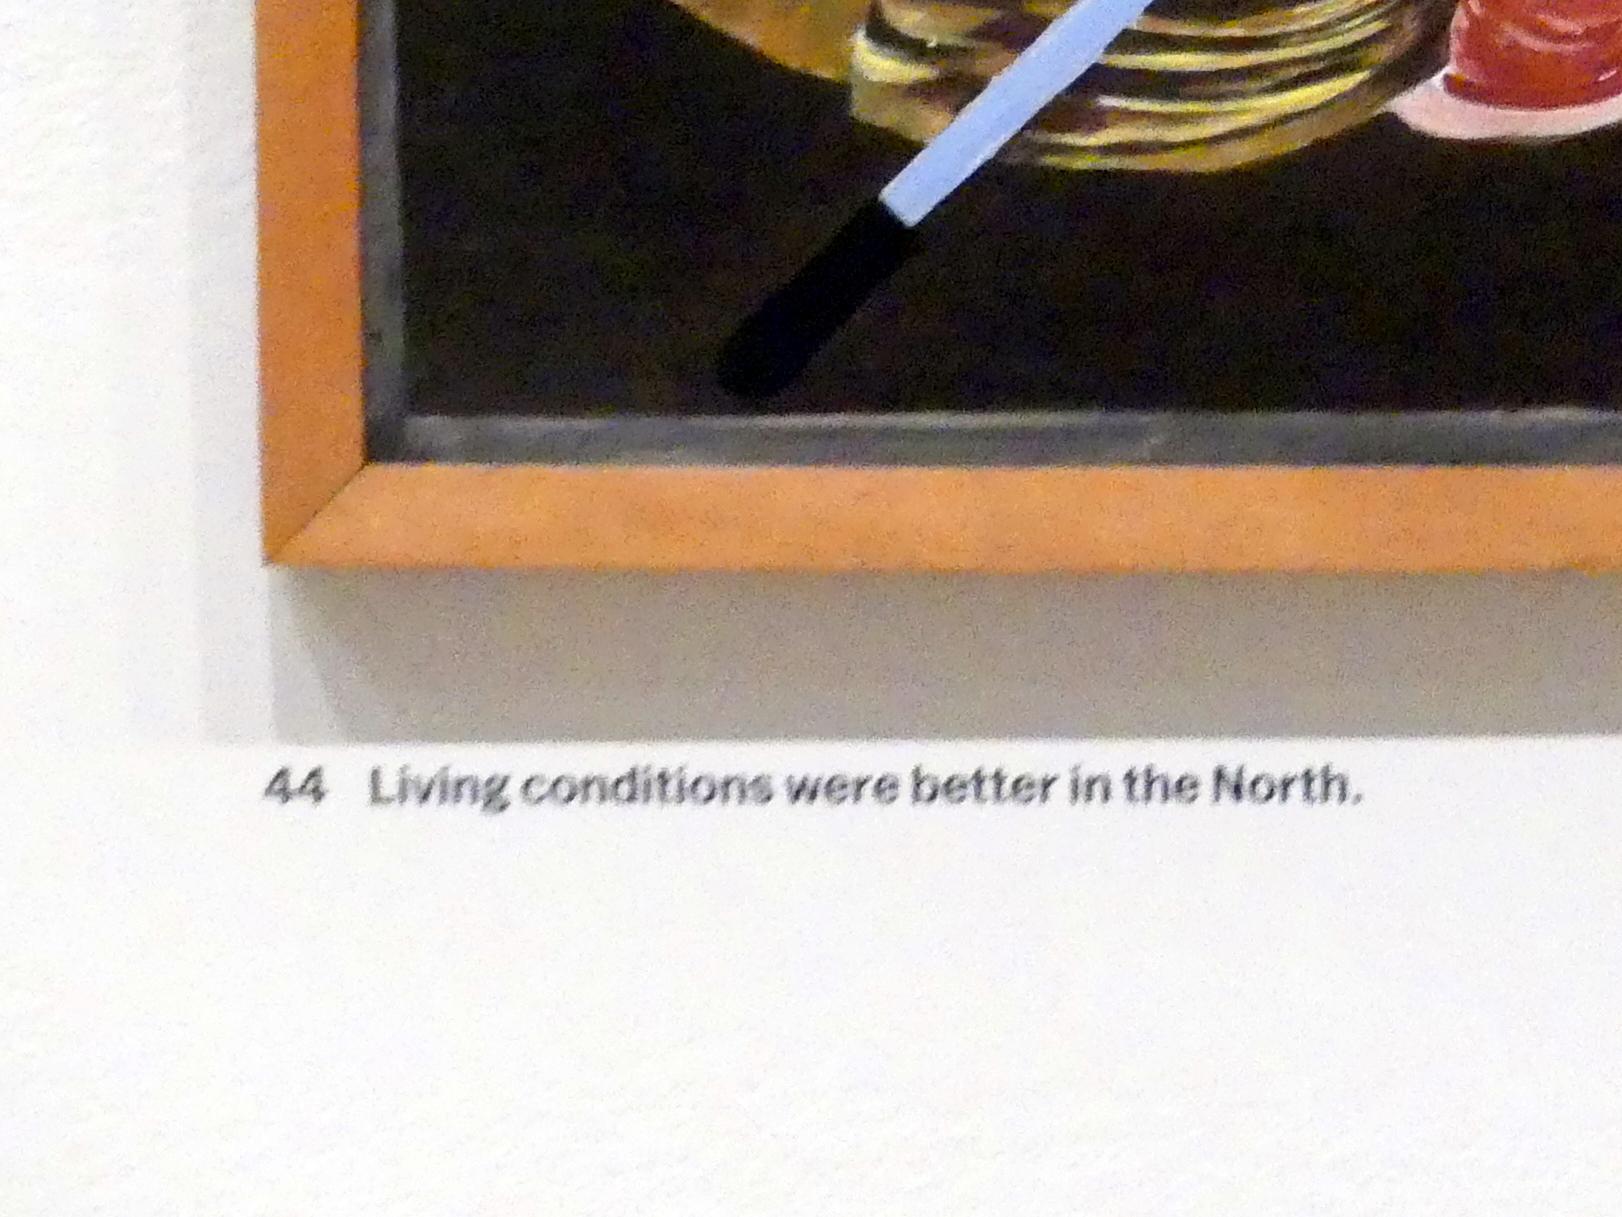 44 Living conditions were better in the North.